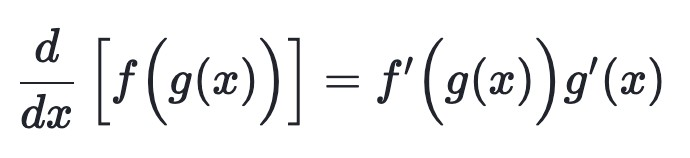 d/dx [f(g(x))] = f′(g(x))g′(x)